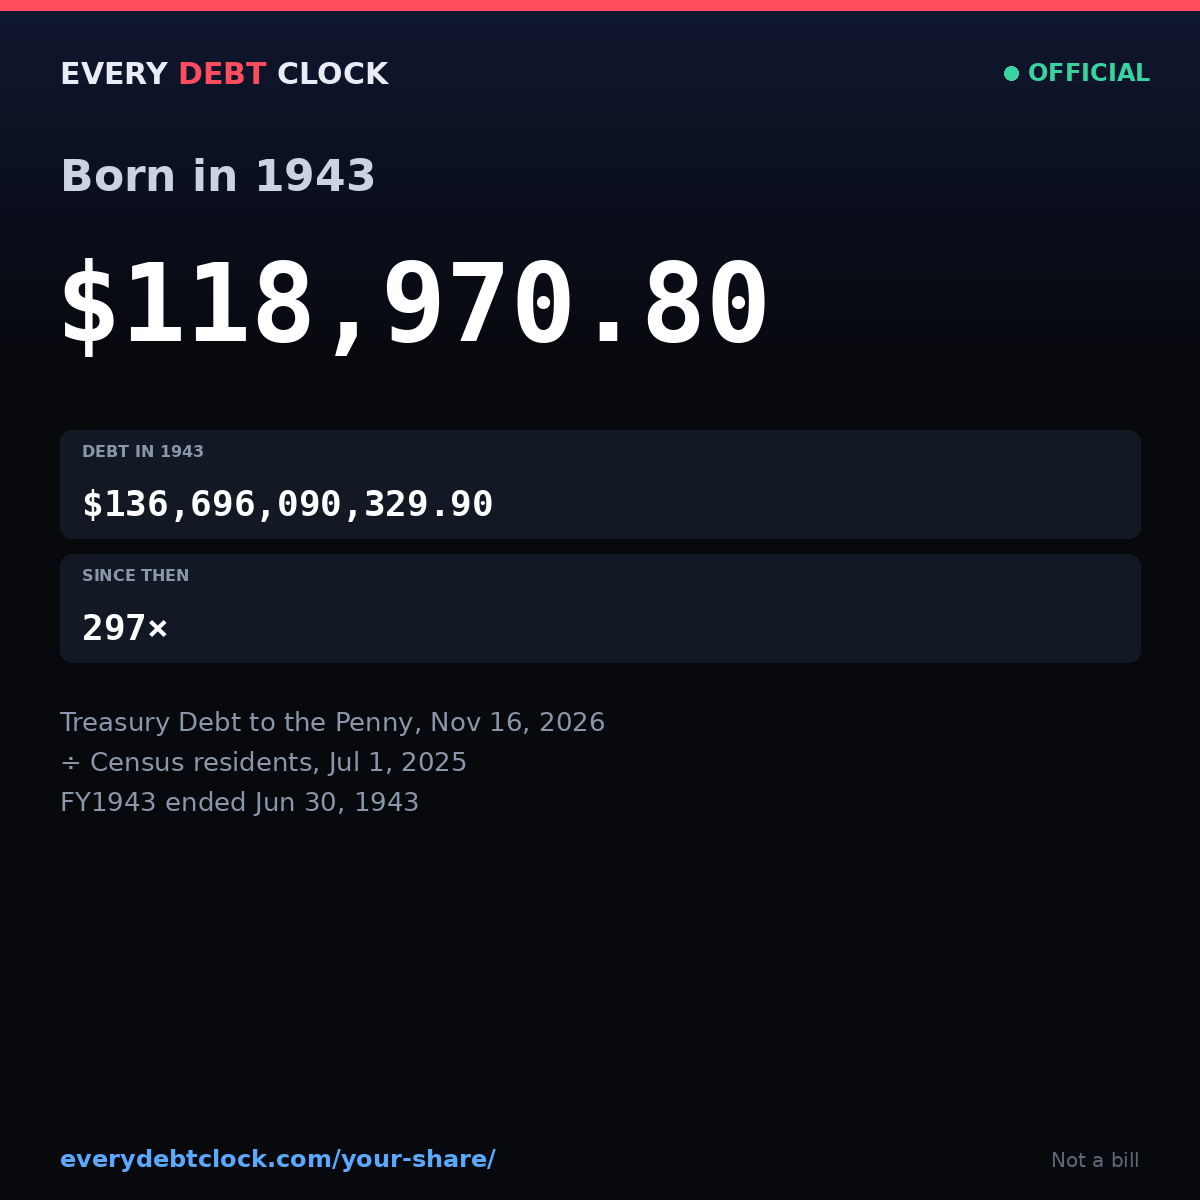 EVERY DEBT CLOCK
OFFICIAL
Born in 1943
$118,970.80
DEBT IN 1943
$136,696,090,329.90
SINCE THEN
297×
Treasury Debt to the Penny, Nov 16, 2026
÷ Census residents, Jul 1, 2025
FY1943 ended Jun 30, 1943
everydebtclock.com/your-share/
Not a bill